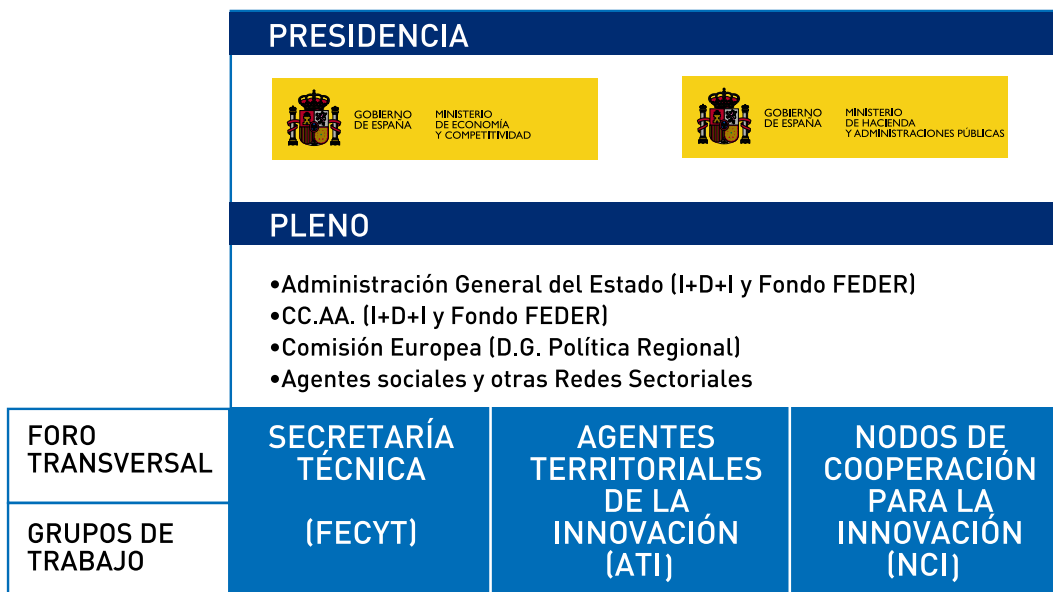 PRESIDENCIA
GOBIERNO
DE ESPAÑA
MINISTERIO
DE ECONOMÍA
Y COMPETITIVIDAD
GOBIERNO
DE ESPAÑA
MINISTERIO
DE HACIENDA
Y ADMINISTRACIONES PÚBLICAS
PLENO
•Administración General del Estado (I+D+I y Fondo FEDER)
•CC.AA. (I+D+I y Fondo FEDER)
•Comisión Europea (D.G. Política Regional)
•Agentes sociales y otras Redes Sectoriales
FORO
TRANSVERSAL
GRUPOS DE
TRABAJO
SECRETARÍA
TÉCNICA
(FECYT)
AGENTES
TERRITORIALES
DE LA
INNOVACIÓN
(ATI)
NODOS DE
COOPERACIÓN
PARA LA
INNOVACIÓN
(NCI)